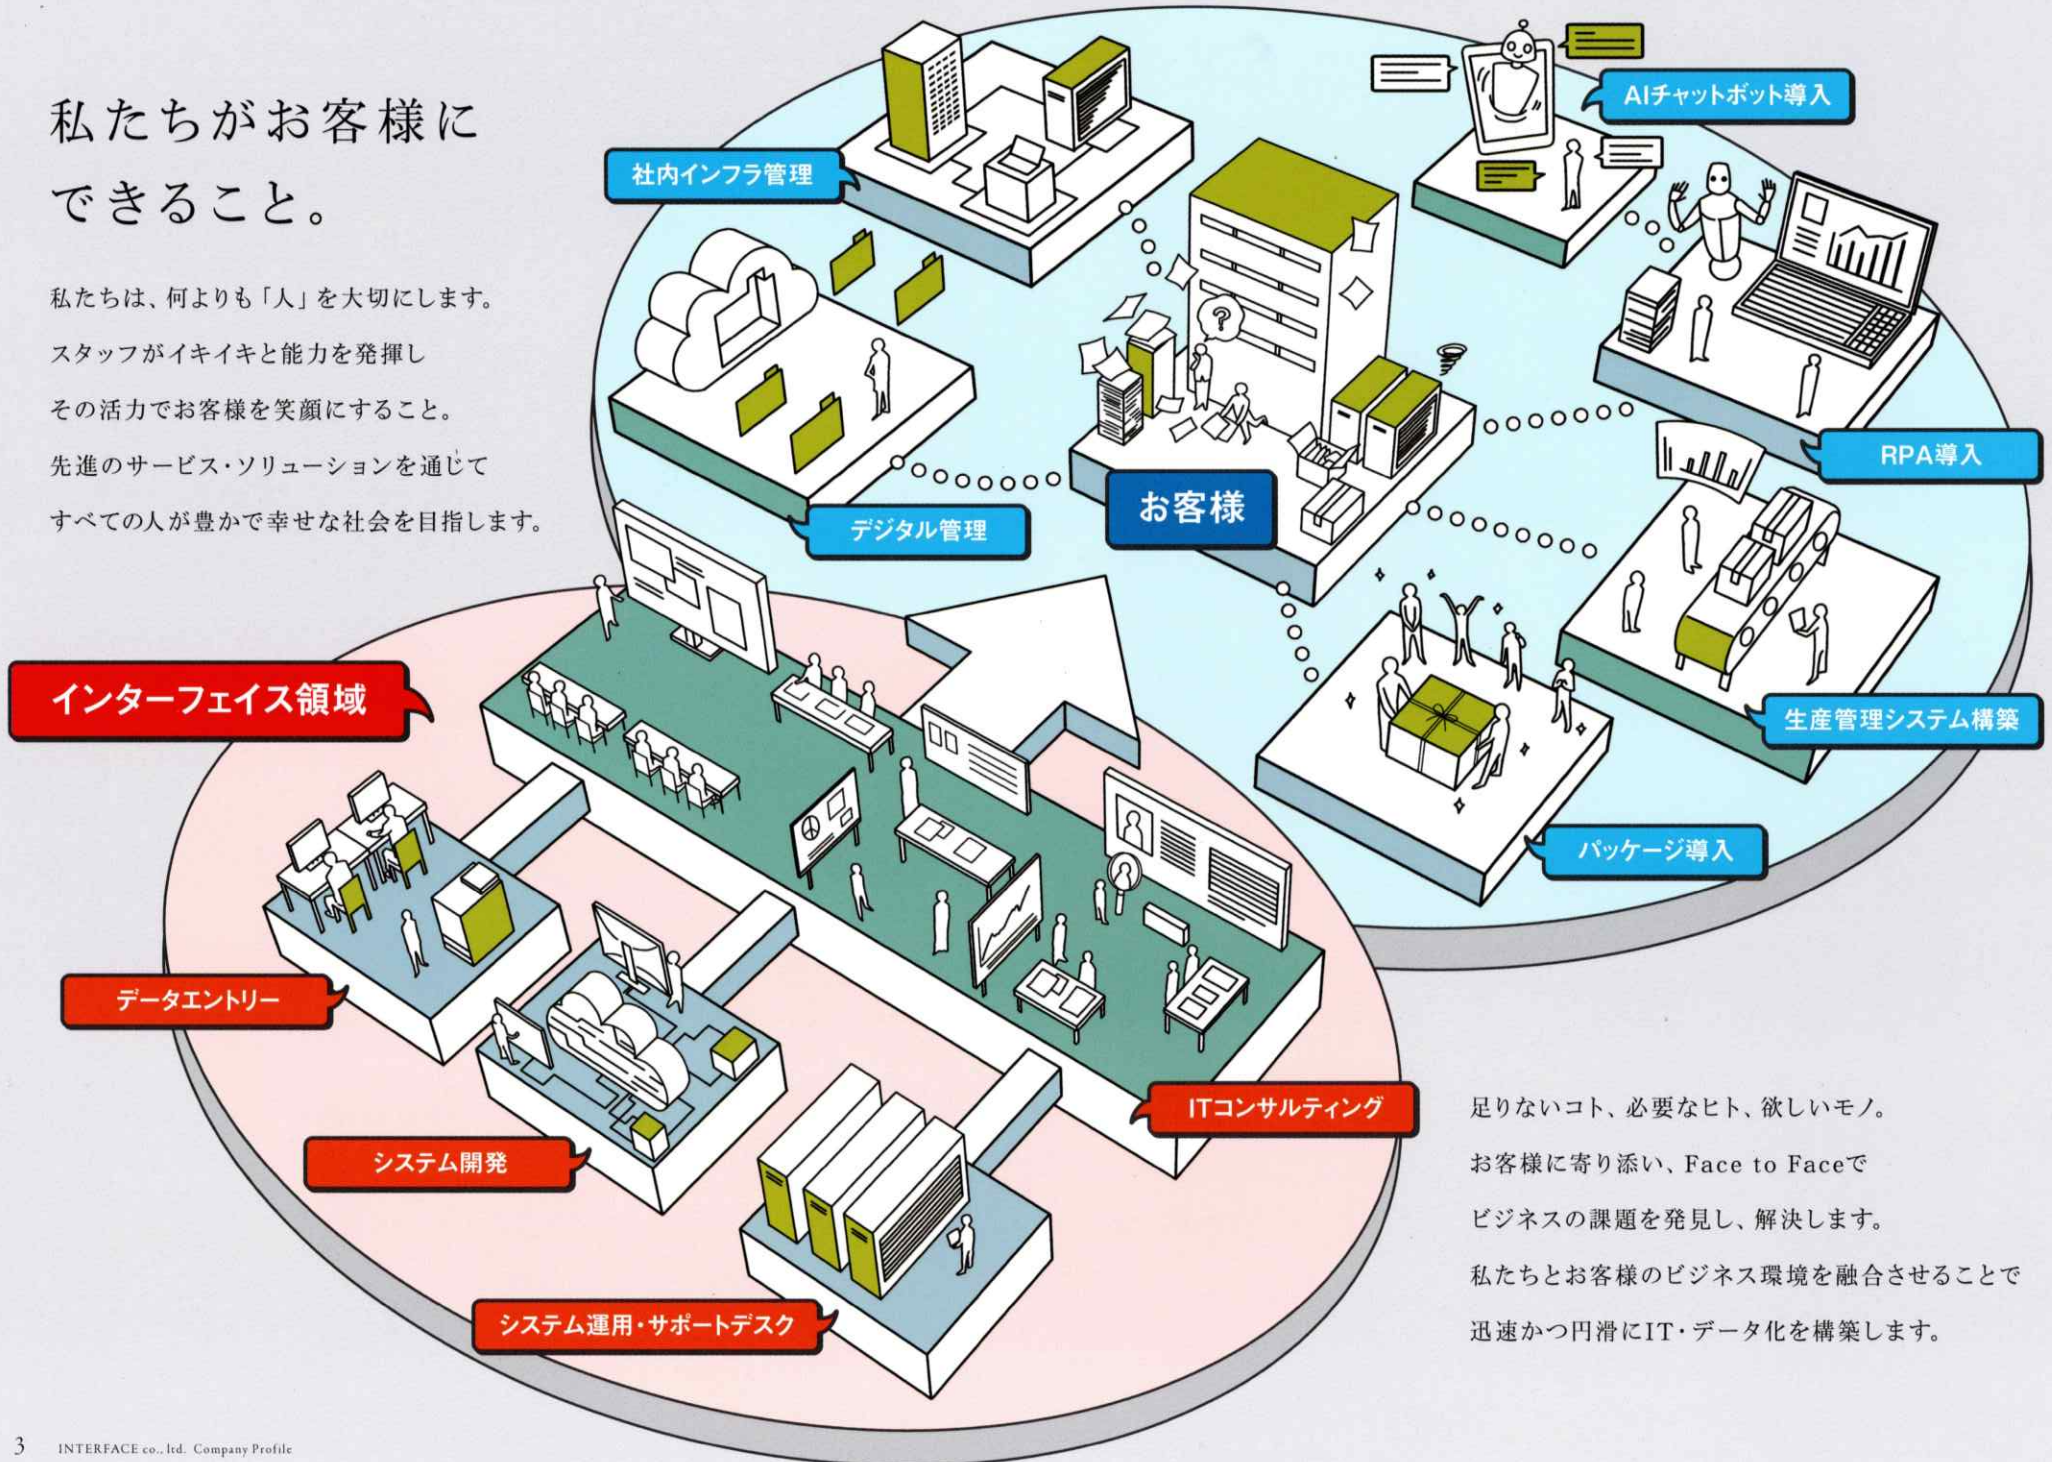 私たちがお客様に
できること。
私たちは、何よりも「人」を大切にします。
スタッフがイキイキと能力を発揮し
その活力でお客様を笑顔にすること。
先進のサービス・ソリューションを通じて
すべての人が豊かで幸せな社会を目指します。
社内インフラ管理
AIチャットボット導入
?
RPA導入
デジタル管理
お客様
インターフェイス領域
生産管理システム構築
パッケージ導入
データエントリー
システム開発
ITコンサルティング
システム運用・サポートデスク
足りないコト、必要なヒト、欲しいモノ。
お客様に寄り添い、Face to Faceで
ビジネスの課題を発見し、解決します。
私たちとお客様のビジネス環境を融合させることで
迅速かつ円滑にIT・データ化を構築します。
3 INTERFACE co., ltd. Company Profile